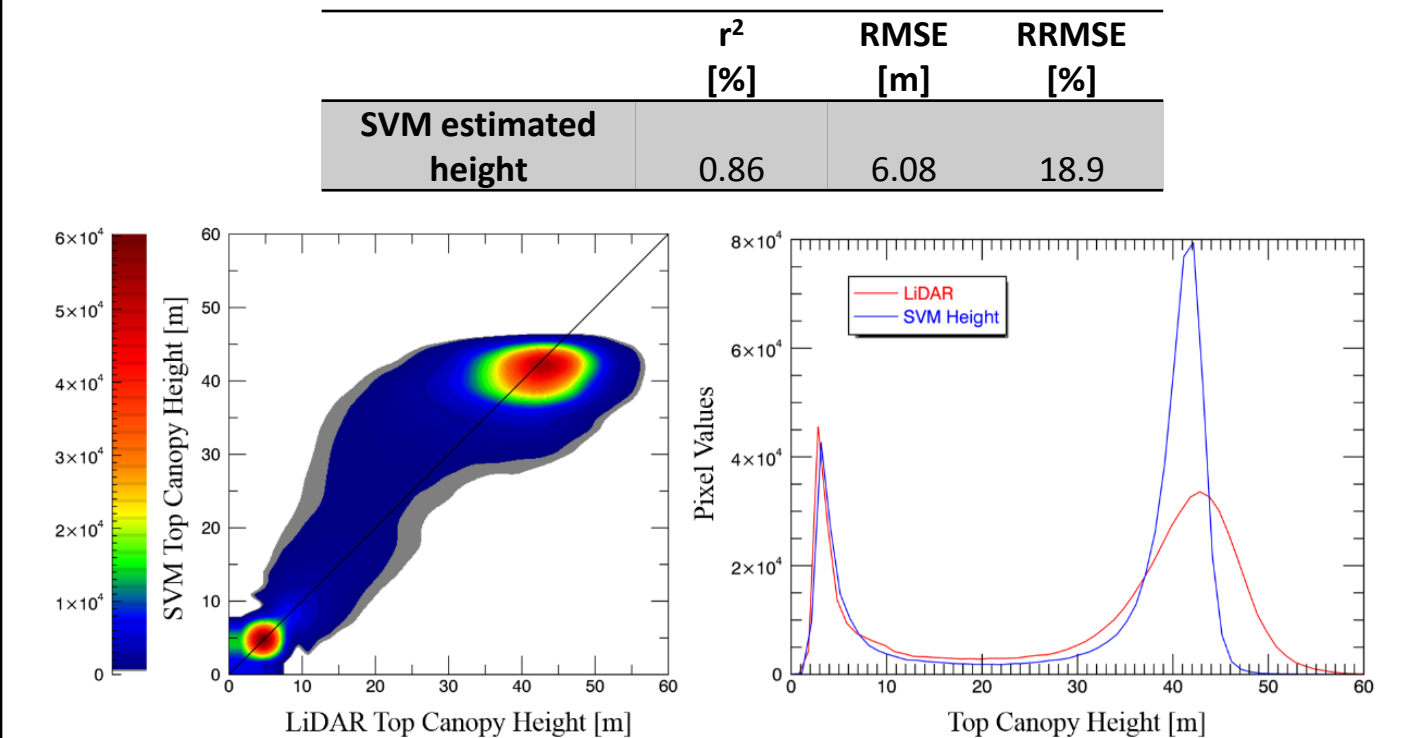 r² RMSE RRMSE
[%] [m] [%]
SVM estimated
height 0.86 6.08 18.9
6×10⁴
5×10⁴
4×10⁴
3×10⁴
2×10⁴
1×10⁴
0
SVM Top Canopy Height [m]
60
50
40
30
20
10
0
0 10 20 30 40 50 60
LiDAR Top Canopy Height [m]
Pixel Values
8×10⁴
6×10⁴
4×10⁴
2×10⁴
0
LiDAR
SVM Height
0 10 20 30 40 50 60
Top Canopy Height [m]